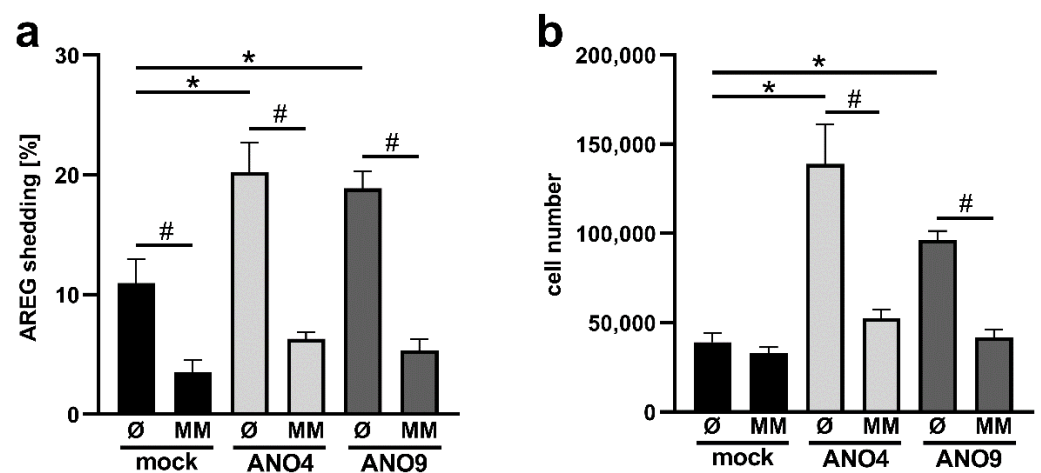 a
AREG shedding [%]
30
20
10
0
*
*
#
#
#
Ø MM Ø MM Ø MM
mock ANO4 ANO9
b
cell number
200,000
150,000
100,000
50,000
0
*
*
#
#
Ø MM Ø MM Ø MM
mock ANO4 ANO9